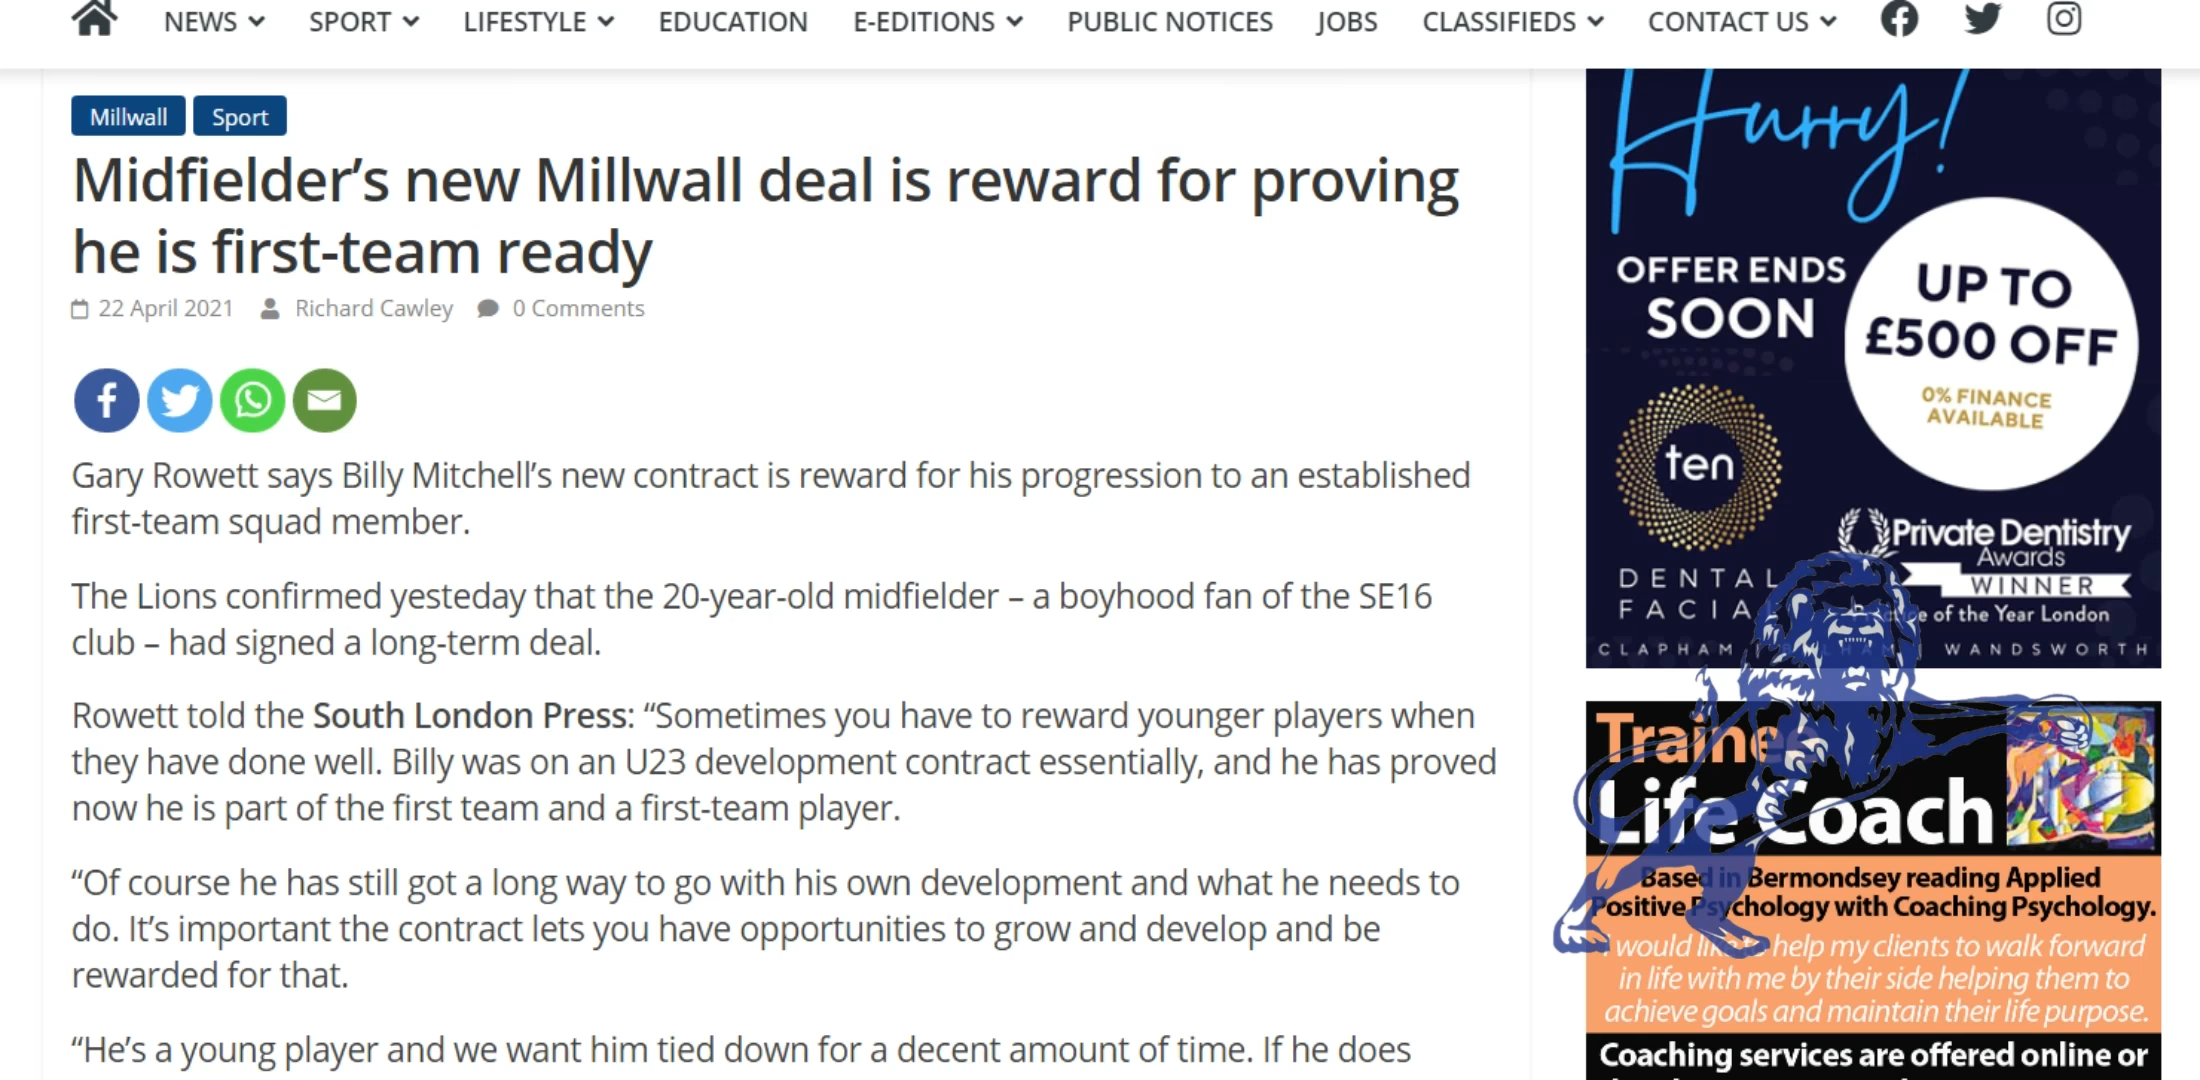 NEWS SPORT LIFESTYLE EDUCATION E-EDITIONS PUBLIC NOTICES JOBS CLASSIFIEDS CONTACT US
Millwall Sport
Midfielder’s new Millwall deal is reward for proving
he is first-team ready
22 April 2021 Richard Cawley 0 Comments
Gary Rowett says Billy Mitchell’s new contract is reward for his progression to an established
first-team squad member.
The Lions confirmed yesteday that the 20-year-old midfielder – a boyhood fan of the SE16
club – had signed a long-term deal.
Rowett told the South London Press: “Sometimes you have to reward younger players when
they have done well. Billy was on an U23 development contract essentially, and he has proved
now he is part of the first team and a first-team player.
“Of course he has still got a long way to go with his own development and what he needs to
do. It’s important the contract lets you have opportunities to grow and develop and be
rewarded for that.
“He’s a young player and we want him tied down for a decent amount of time. If he does
Hurry!
OFFER ENDS
SOON
UP TO
£500 OFF
0% FINANCE
AVAILABLE
ten
DENTAL
FACIAL
Private Dentistry
Awards
WINNER
of the Year London
CLAPHAM | BALHAM | WANDSWORTH
Trainee
Life Coach
Based in Bermondsey reading Applied
Positive Psychology with Coaching Psychology.
I would like to help my clients to walk forward
in life with me by their side helping them to
achieve goals and maintain their life purpose.
Coaching services are offered online or